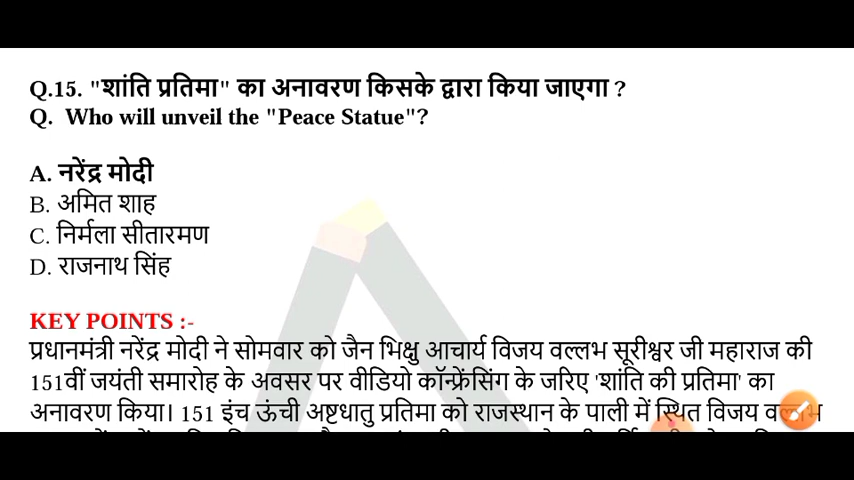 Q.15. "शांति प्रतिमा" का अनावरण किसके द्वारा किया जाएगा ?
Q. Who will unveil the "Peace Statue"?
A. नरेंद्र मोदी
B. अमित शाह
C. निर्मला सीतारमण
D. राजनाथ सिंह
KEY POINTS :-
प्रधानमंत्री नरेंद्र मोदी ने सोमवार को जैन भिक्षु आचार्य विजय वल्लभ सूरीश्वर जी महाराज की
151वीं जयंती समारोह के अवसर पर वीडियो कॉन्फ्रेंसिंग के जरिए 'शांति की प्रतिमा' का
अनावरण किया। 151 इंच ऊंची अष्टधातु प्रतिमा को राजस्थान के पाली में स्थित विजय वल्लभ